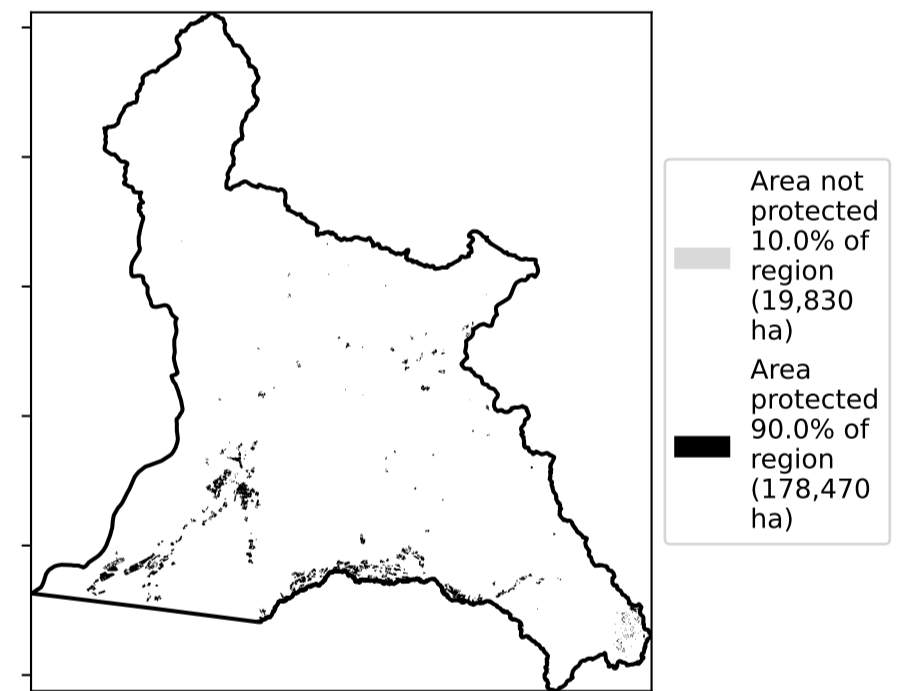 Area not
protected
10.0% of
region
(19,830
ha)
Area
protected
90.0% of
region
(178,470
ha)